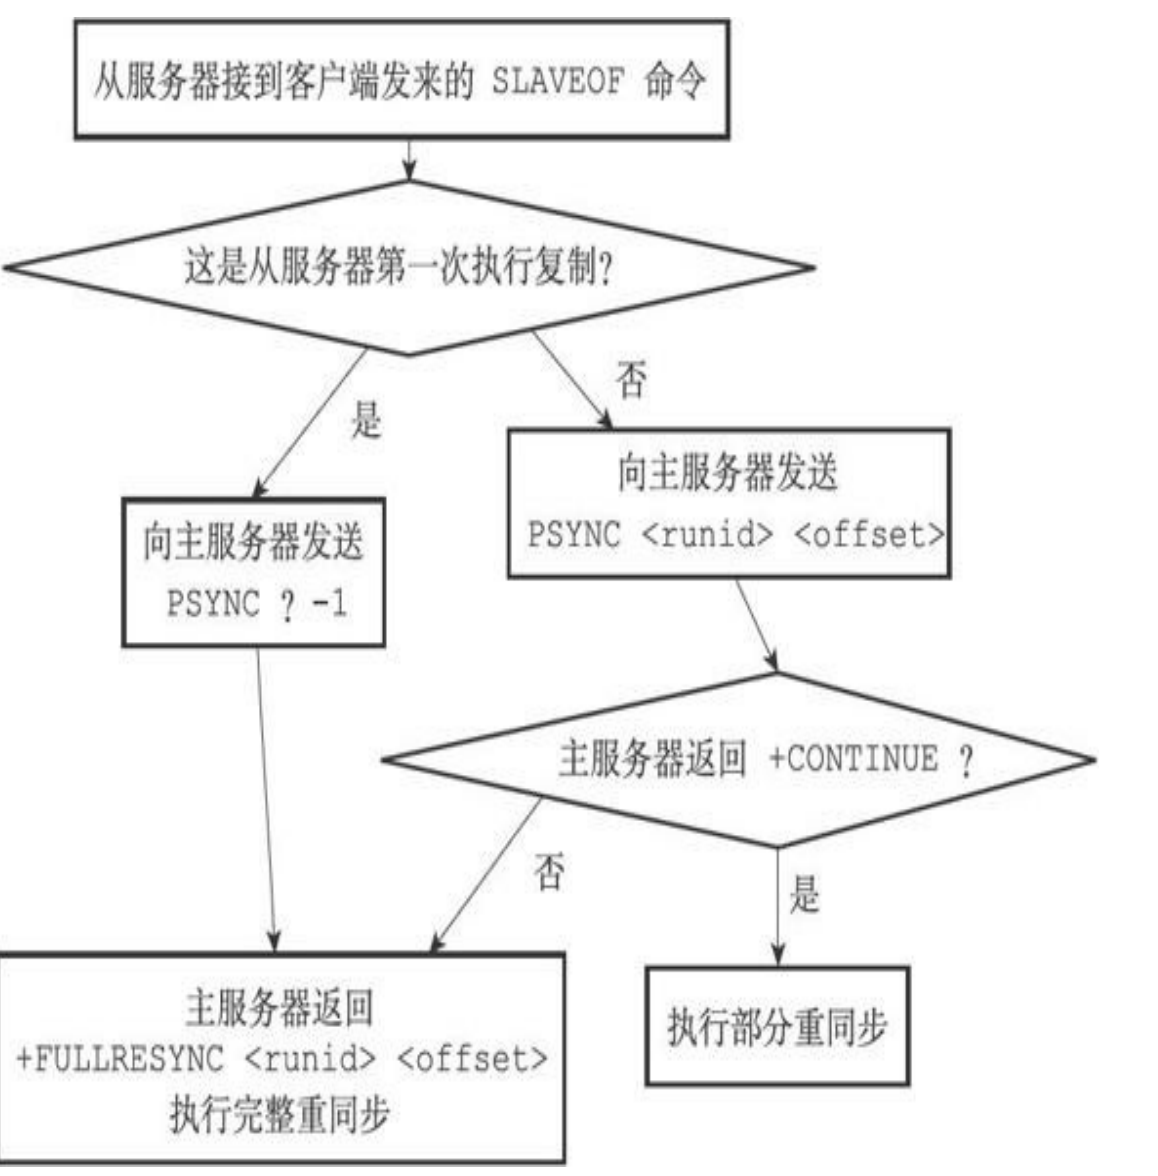 从服务器接到客户端发来的 SLAVEOF 命令
这是从服务器第一次执行复制?
否
是
向主服务器发送
PSYNC <runid> <offset>
向主服务器发送
PSYNC ? -1
主服务器返回 +CONTINUE ?
否
是
主服务器返回
+FULLRESYNC <runid> <offset>
执行完整重同步
执行部分重同步